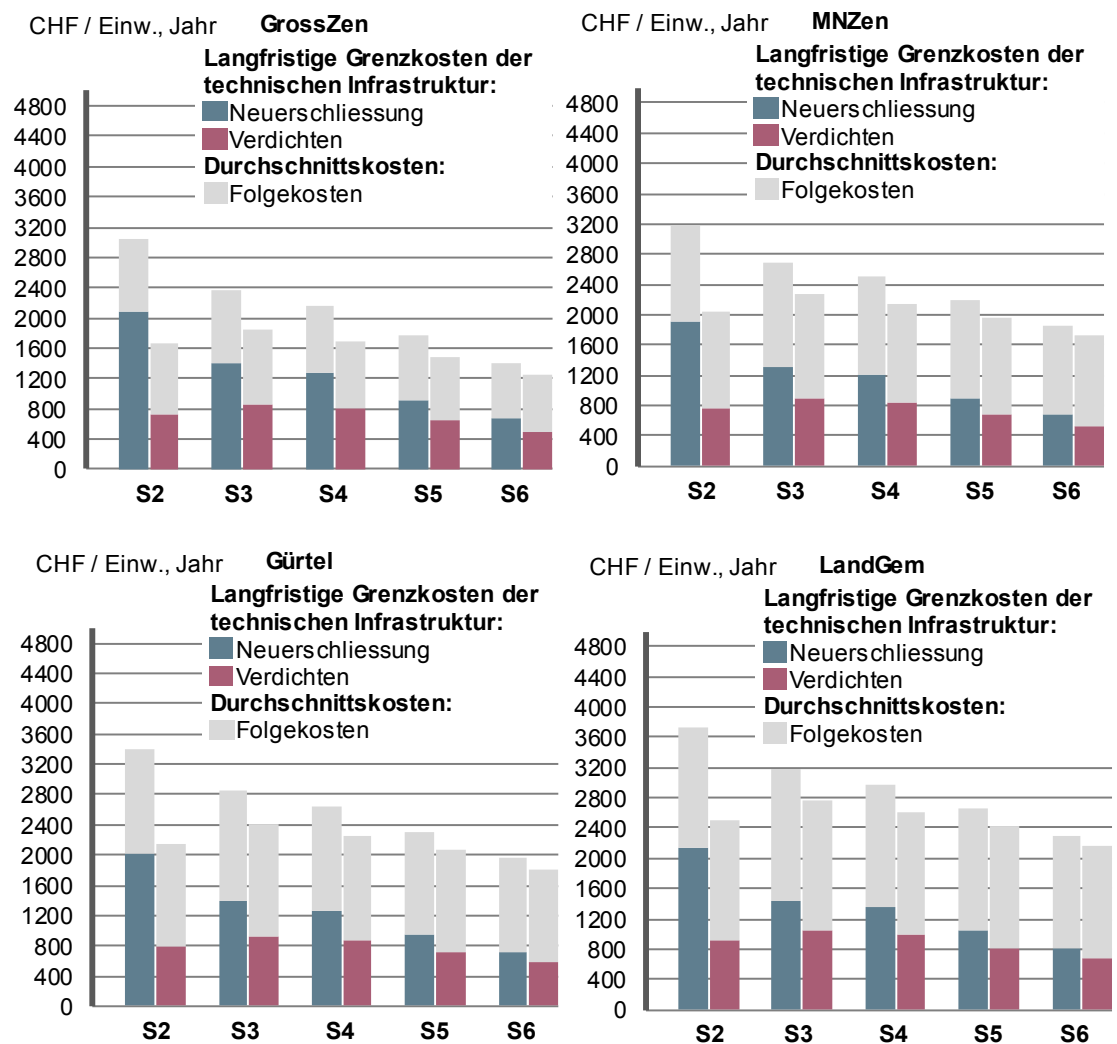 CHF / Einw., Jahr GrossZen
Langfristige Grenzkosten der
technischen Infrastruktur:
Neuerschliessung
Verdichten
Durchschnittskosten:
Folgekosten
4800
4400
4000
3600
3200
2800
2400
2000
1600
1200
800
400
0
S2 S3 S4 S5 S6
CHF / Einw., Jahr MNZen
Langfristige Grenzkosten der
technischen Infrastruktur:
Neuerschliessung
Verdichten
Durchschnittskosten:
Folgekosten
4800
4400
4000
3600
3200
2800
2400
2000
1600
1200
800
400
0
S2 S3 S4 S5 S6
CHF / Einw., Jahr Gürtel
Langfristige Grenzkosten der
technischen Infrastruktur:
Neuerschliessung
Verdichten
Durchschnittskosten:
Folgekosten
4800
4400
4000
3600
3200
2800
2400
2000
1600
1200
800
400
0
S2 S3 S4 S5 S6
CHF / Einw., Jahr LandGem
Langfristige Grenzkosten der
technischen Infrastruktur:
Neuerschliessung
Verdichten
Durchschnittskosten:
Folgekosten
4800
4400
4000
3600
3200
2800
2400
2000
1600
1200
800
400
0
S2 S3 S4 S5 S6